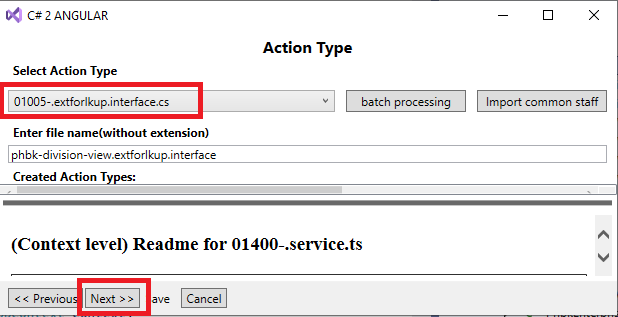 C# 2 ANGULAR
Action Type
Select Action Type
01005-.extforlkup.interface.cs batch processing Import common staff
Enter file name(without extension)
phbk-division-view.extforlkup.interface
Created Action Types:
(Context level) Readme for 01400-.service.ts
<< Previous Next >> ave Cancel